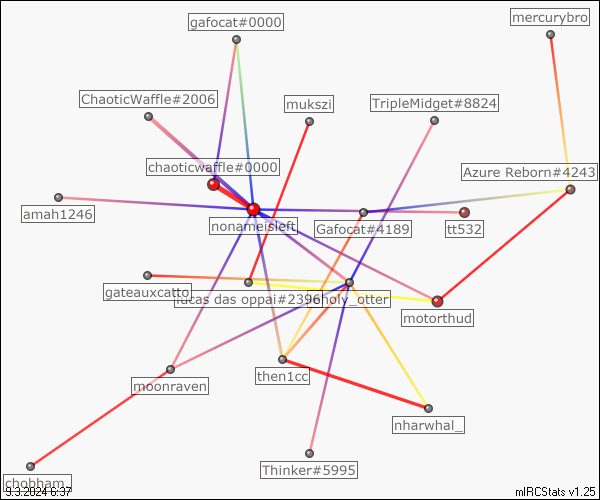 gafocat#0000
mercurybro
ChaoticWaffle#2006
mukszi
TripleMidget#8824
chaoticwaffle#0000
Azure Reborn#4243
amah1246
nonameisleft
Gafocat#4189
tt532
gateauxcatto
lucas das oppai#2396
holy_otter
motorthud
then1cc
moonraven
nharwhal_
Thinker#5995
chobham_
9.3.2024 6:37
mIRCStats v1.25